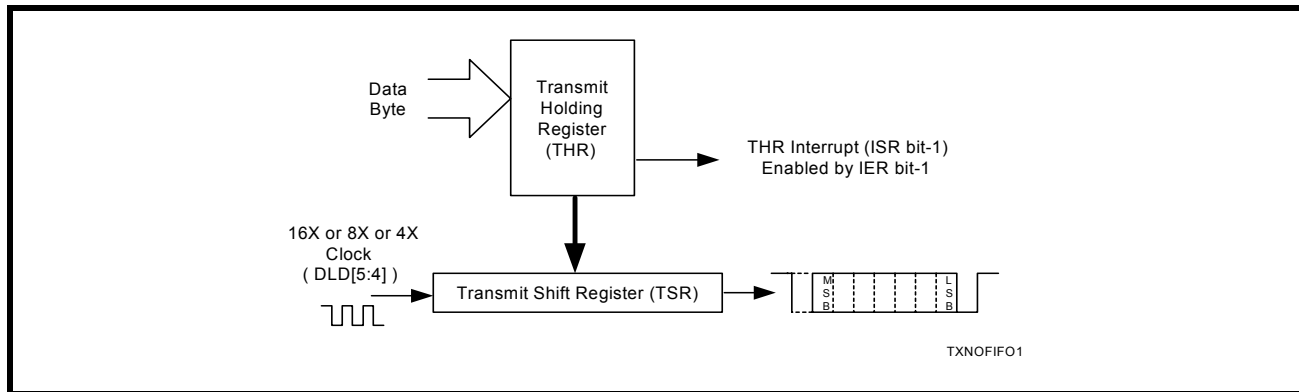 Data
Byte
Transmit
Holding
Register
(THR)
THR Interrupt (ISR bit-1)
Enabled by IER bit-1
16X or 8X or 4X
Clock
( DLD[5:4] )
Transmit Shift Register (TSR)
M
S
B
L
S
B
TXNOFIFO1